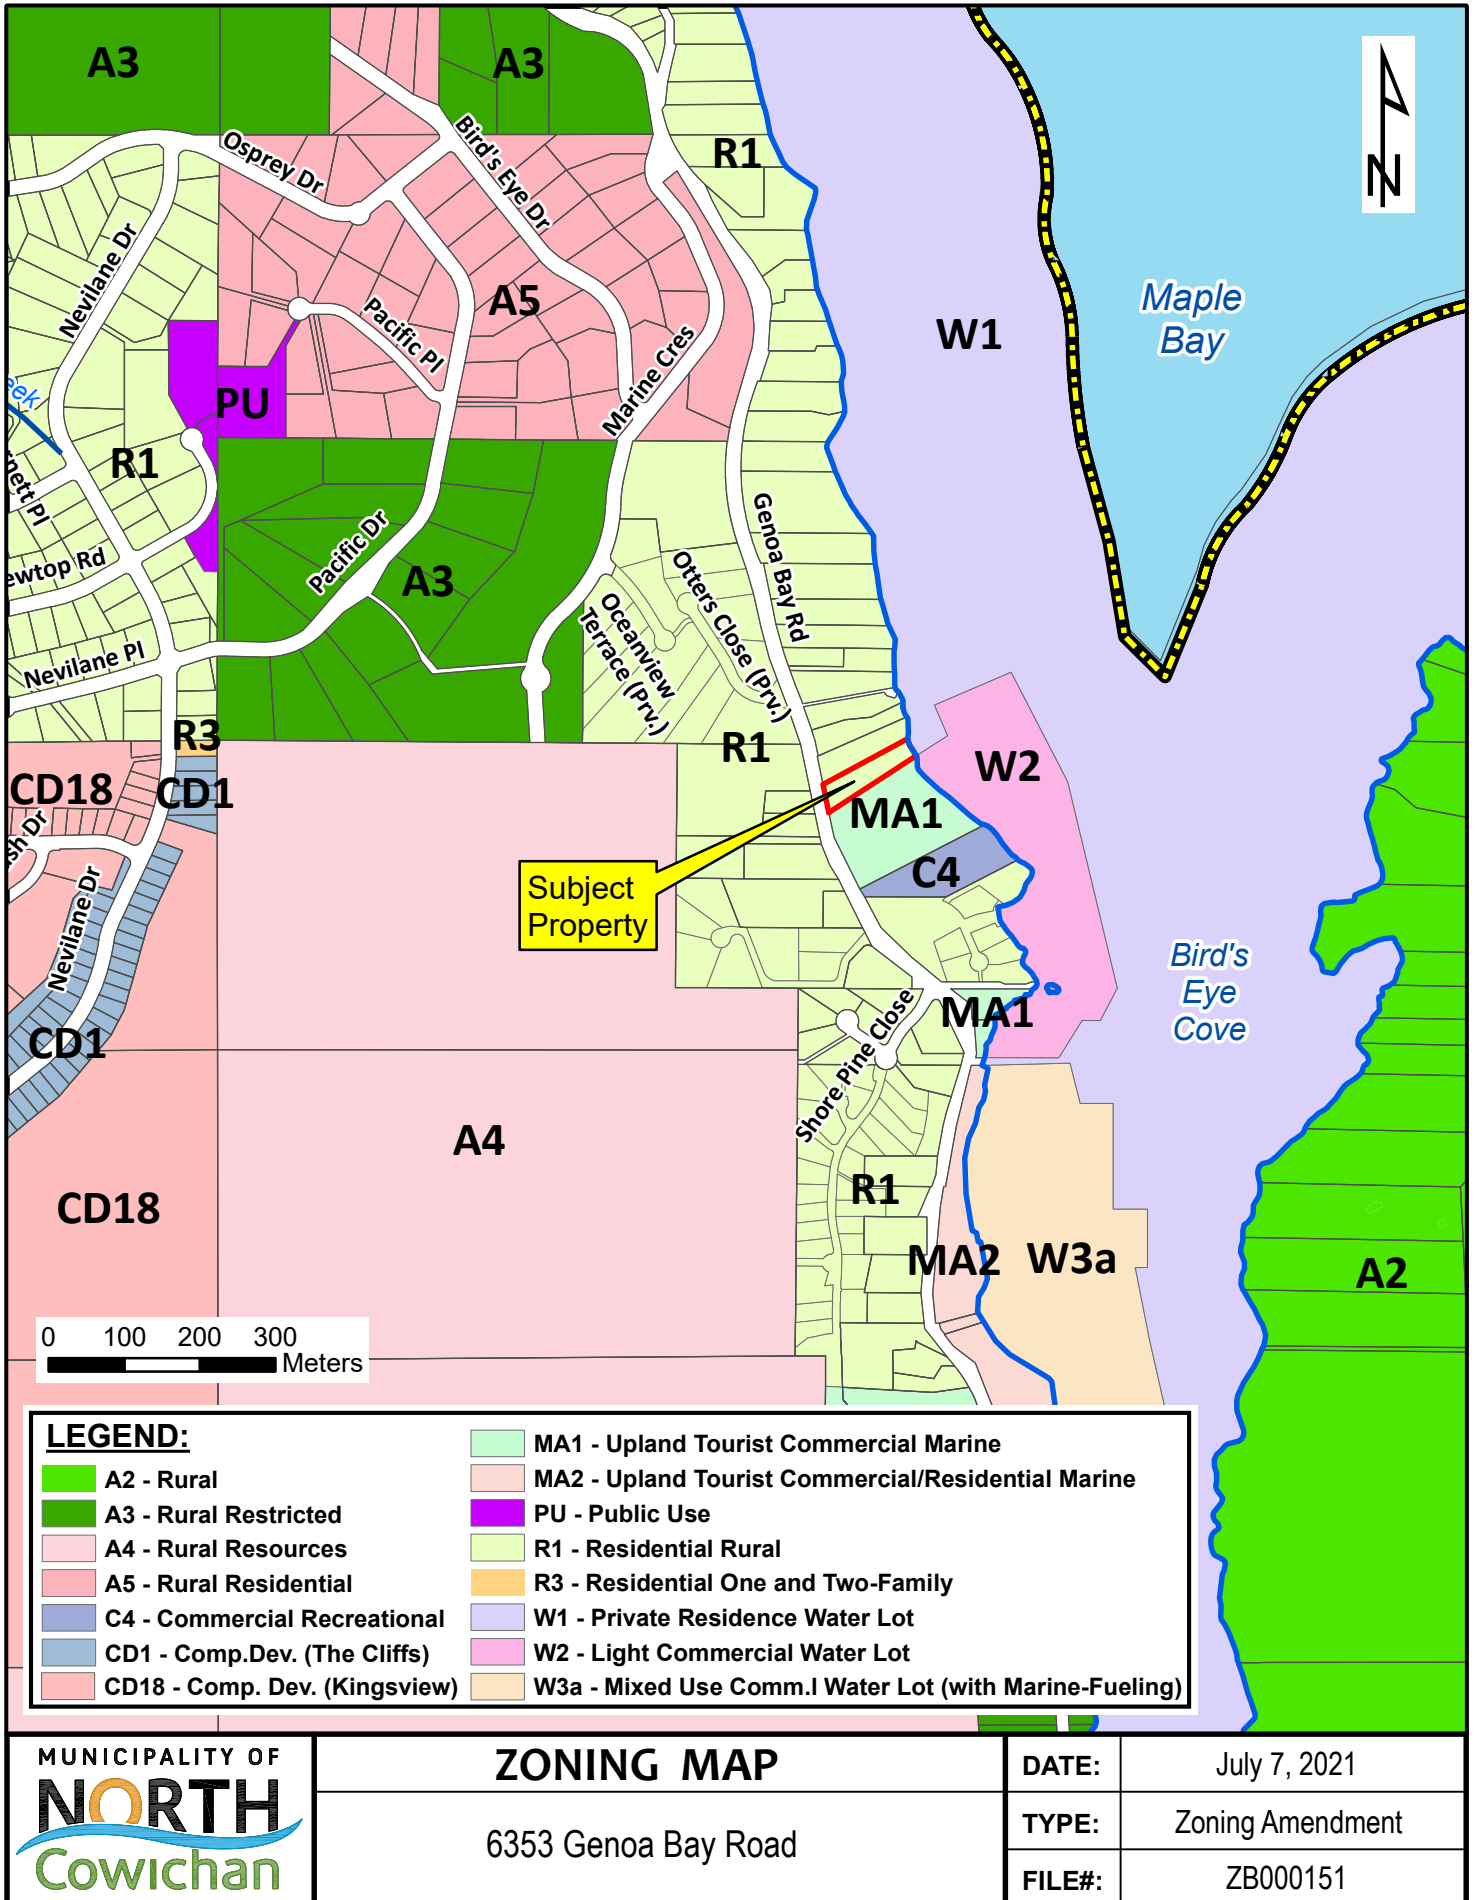 A3
A3
R1
Osprey Dr
Bird's Eye Dr
Nevilane Dr
A5
Pacific Pl
Marine Cres
W1
Maple
Bay
N
eek
PU
R1
nett Pl
ewtop Rd
Pacific Dr
A3
Genoa Bay Rd
Otters Close (Prv.)
Oceanview
Terrace (Prv.)
Nevilane Pl
R3
R1
CD18
CD1
W2
MA1
C4
sh Dr
Subject
Property
Nevilane Dr
Bird's
Eye
Cove
CD1
MA1
Shore Pine Close
A4
R1
CD18
MA2
W3a
A2
0 100 200 300
Meters
LEGEND:
A2 - Rural
A3 - Rural Restricted
A4 - Rural Resources
A5 - Rural Residential
C4 - Commercial Recreational
CD1 - Comp.Dev. (The Cliffs)
CD18 - Comp. Dev. (Kingsview)
MA1 - Upland Tourist Commercial Marine
MA2 - Upland Tourist Commercial/Residential Marine
PU - Public Use
R1 - Residential Rural
R3 - Residential One and Two-Family
W1 - Private Residence Water Lot
W2 - Light Commercial Water Lot
W3a - Mixed Use Comm.l Water Lot (with Marine-Fueling)
MUNICIPALITY OF
NORTH
Cowichan
ZONING MAP
6353 Genoa Bay Road
DATE: July 7, 2021
TYPE: Zoning Amendment
FILE#: ZB000151